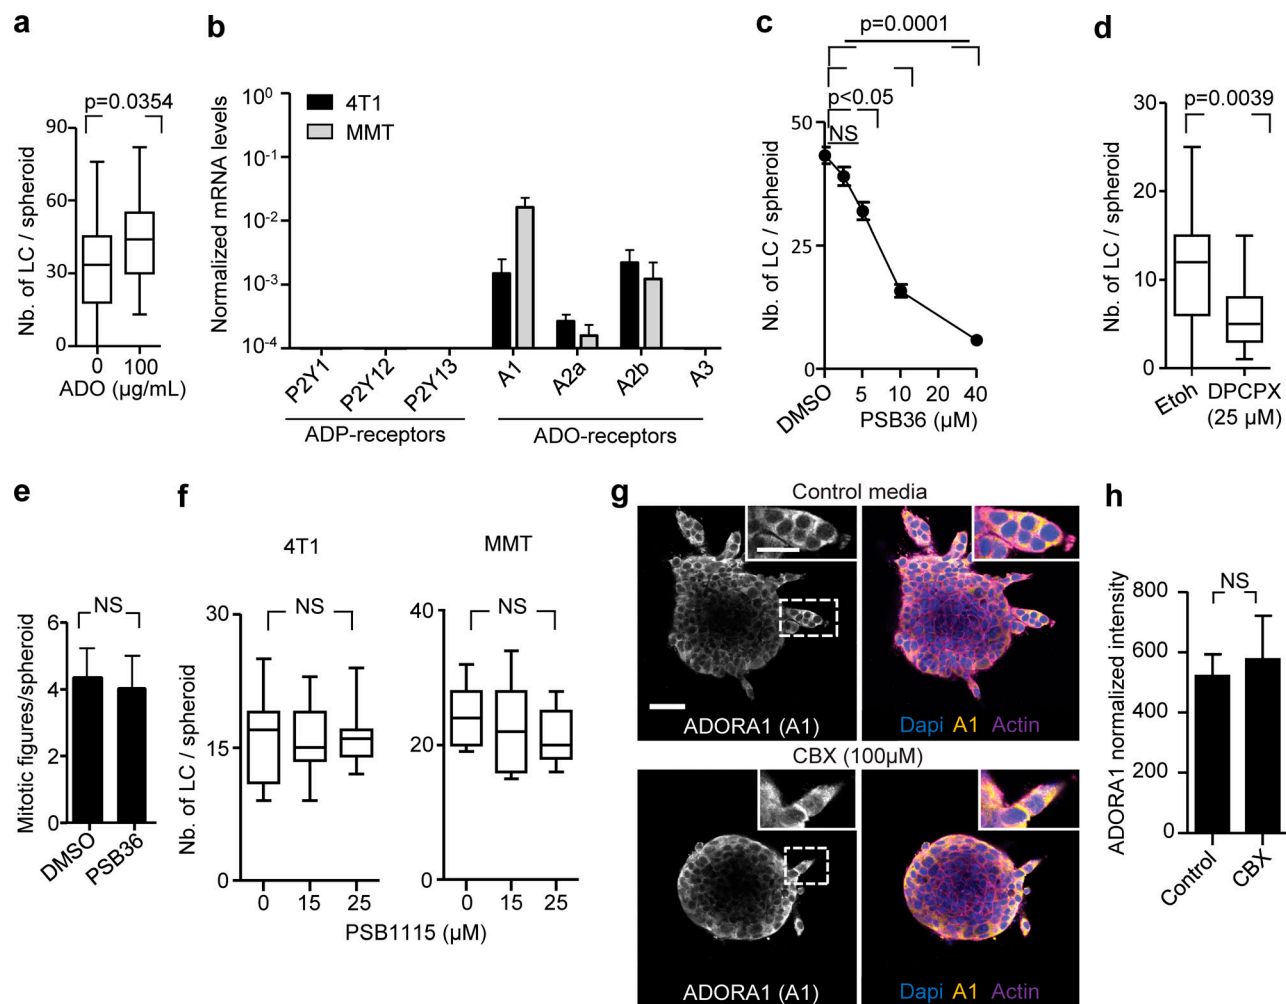 a
p=0.0354
Nb. of LC / spheroid
90
60
30
0
0 100
ADO (µg/mL)
b
4T1
MMT
Normalized mRNA levels
10⁰
10⁻¹
10⁻²
10⁻³
10⁻⁴
P2Y1 P2Y12 P2Y13 A1 A2a A2b A3
ADP-receptors ADO-receptors
c
p=0.0001
p<0.05
NS
Nb. of LC / spheroid
50
25
0
DMSO 5 10 20 40
PSB36 (µM)
d
p=0.0039
Nb. of LC / spheroid
30
20
10
0
Etoh DPCPX
(25 µM)
e
NS
Mitotic figures/spheroid
6
4
2
0
DMSO PSB36
f
4T1 MMT
NS
Nb. of LC / spheroid
30
15
0
0 15 25
NS
40
20
0
0 15 25
PSB1115 (µM)
g
Control media
ADORA1 (A1)
Dapi A1 Actin
CBX (100µM)
ADORA1 (A1)
Dapi A1 Actin
h
NS
ADORA1 normalized intensity
800
600
400
200
0
Control CBX